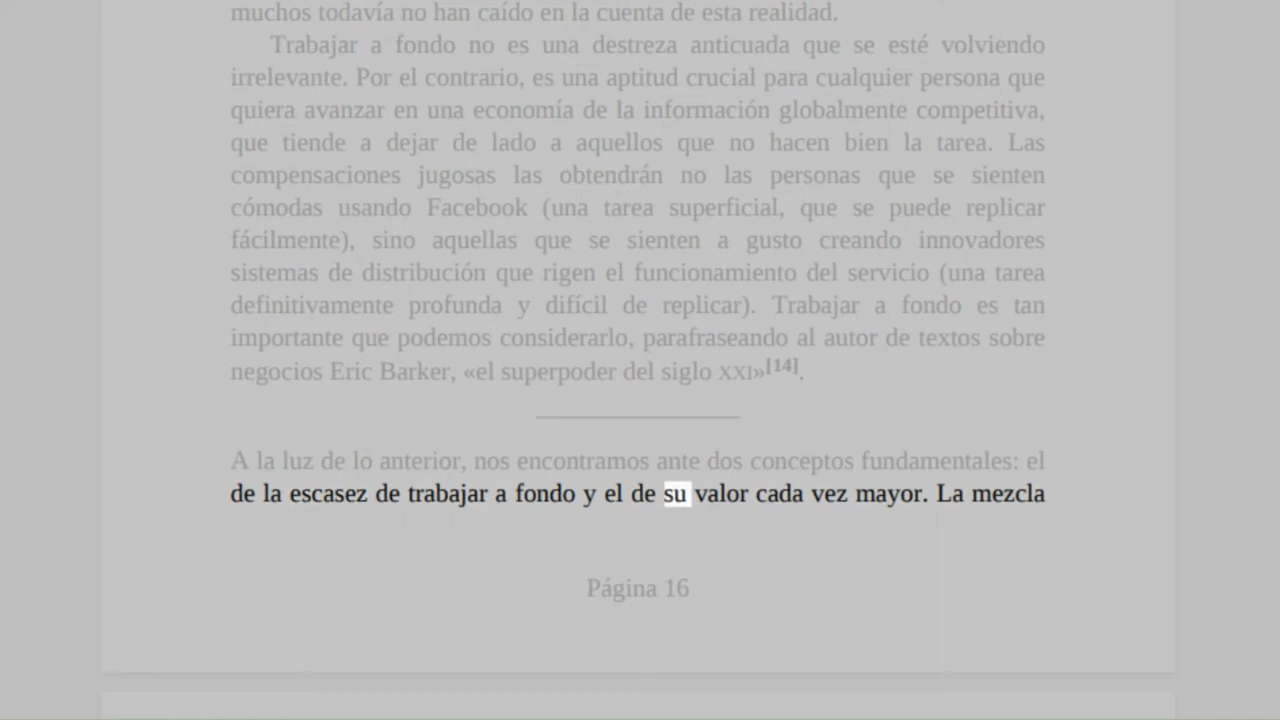 muchos todavía no han caído en la cuenta de esta realidad.
Trabajar a fondo no es una destreza anticuada que se esté volviendo
irrelevante. Por el contrario, es una aptitud crucial para cualquier persona que
quiera avanzar en una economía de la información globalmente competitiva,
que tiende a dejar de lado a aquellos que no hacen bien la tarea. Las
compensaciones jugosas las obtendrán no las personas que se sienten
cómodas usando Facebook (una tarea superficial, que se puede replicar
fácilmente), sino aquellas que se sienten a gusto creando innovadores
sistemas de distribución que rigen el funcionamiento del servicio (una tarea
definitivamente profunda y difícil de replicar). Trabajar a fondo es tan
importante que podemos considerarlo, parafraseando al autor de textos sobre
negocios Eric Barker, «el superpoder del siglo XXI»[14].
A la luz de lo anterior, nos encontramos ante dos conceptos fundamentales: el
de la escasez de trabajar a fondo y el de su valor cada vez mayor. La mezcla
Página 16